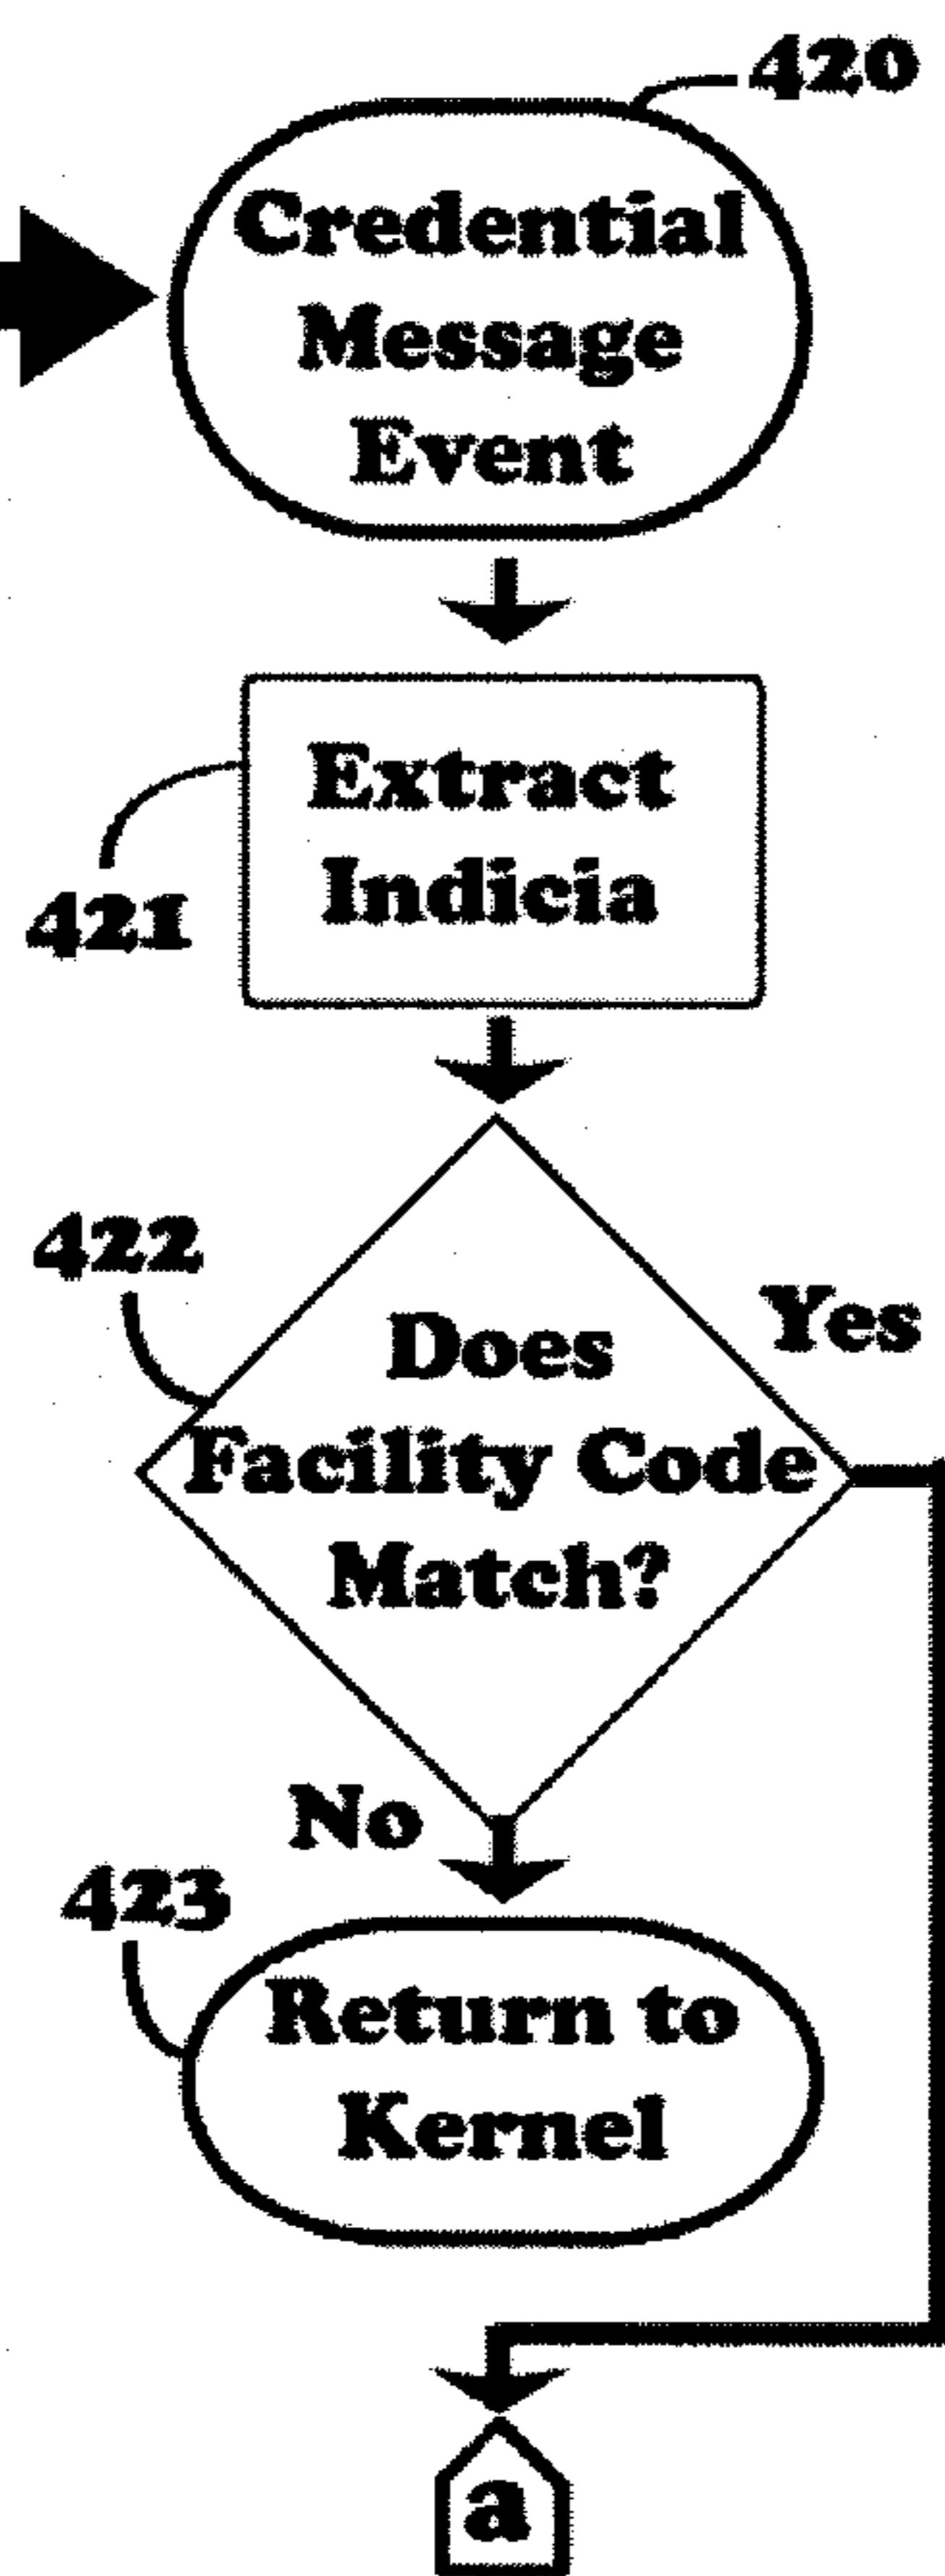 420
Credential
Message
Event
Extract
Indicia
421
422
Yes
Does
Facility Code
Match?
No
423
Return to
Kernel
a